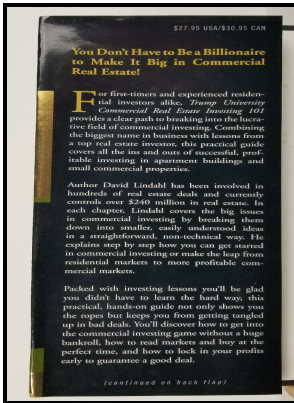 $27.95 USA/$30.95 CAN
You Don't Have to Be a Billionaire
to Make It Big in Commercial
Real Estate!
For first-timers and experienced residen-
tial investors alike, Trump University
Commercial Real Estate Investing 101
provides a clear path to breaking into the lucra-
tive field of commercial investing. Combining
the biggest name in business with lessons from
a top real estate investor, this practical guide
covers all the ins and outs of successful, prof-
itable investing in apartment buildings and
small commercial properties.
Author David Lindahl has been involved in
hundreds of real estate deals and currently
controls over $240 million in real estate. In
each chapter, Lindahl covers the big issues
in commercial investing by breaking them
down into smaller, easily understood ideas
in a straightforward, non-technical way. He
explains step by step how you can get started
in commercial investing or make the leap from
residential markets to more profitable com-
mercial markets.
Packed with investing lessons you'll be glad
you didn't have to learn the hard way, this
practical, hands-on guide not only shows you
the ropes but keeps you from getting tangled
up in bad deals. You'll discover how to get into
the commercial investing game without a huge
bankroll, how to read markets and buy at the
perfect time, and how to lock in your profits
early to guarantee a good deal.
(continued on back flap)